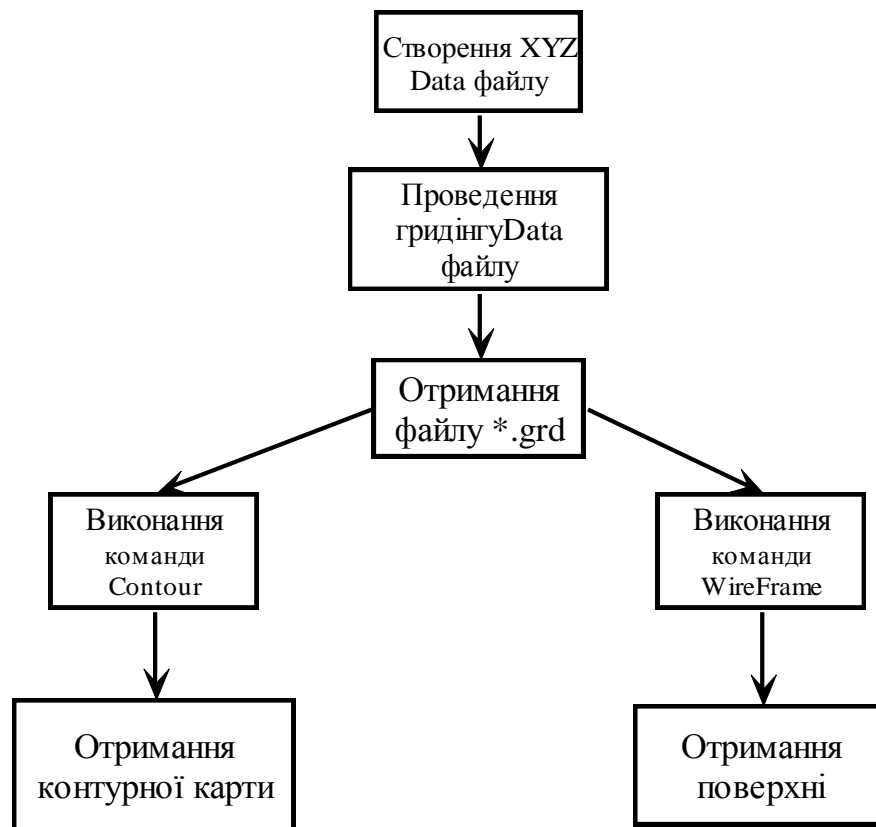 Створення XYZ
Data файлу
Проведення
гридінгуData
файлу
Отримання
файлу *.grd
Виконання
команди
Contour
Виконання
команди
WireFrame
Отримання
контурної карти
Отримання
поверхні